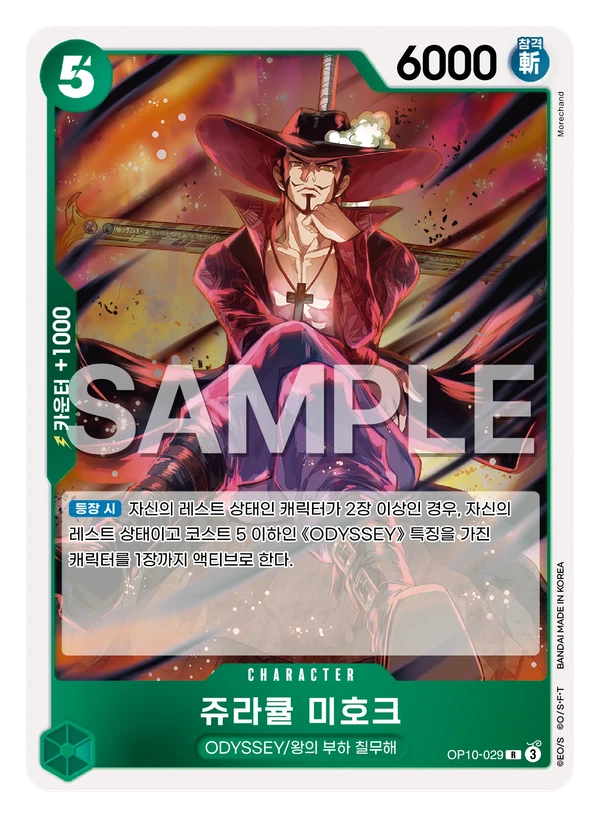 5
6000
참격
斬
Morechand
카운터 +1000
SAMPLE
등장 시 자신의 레스트 상태인 캐릭터가 2장 이상인 경우, 자신의
레스트 상태이고 코스트 5 이하인 《ODYSSEY》 특징을 가진
캐릭터를 1장까지 액티브로 한다.
CHARACTER
쥬라큘 미호크
ODYSSEY/왕의 부하 칠무해
OP10-029 R 3
©EO/S ©O/S·F·T BANDAI MADE IN KOREA